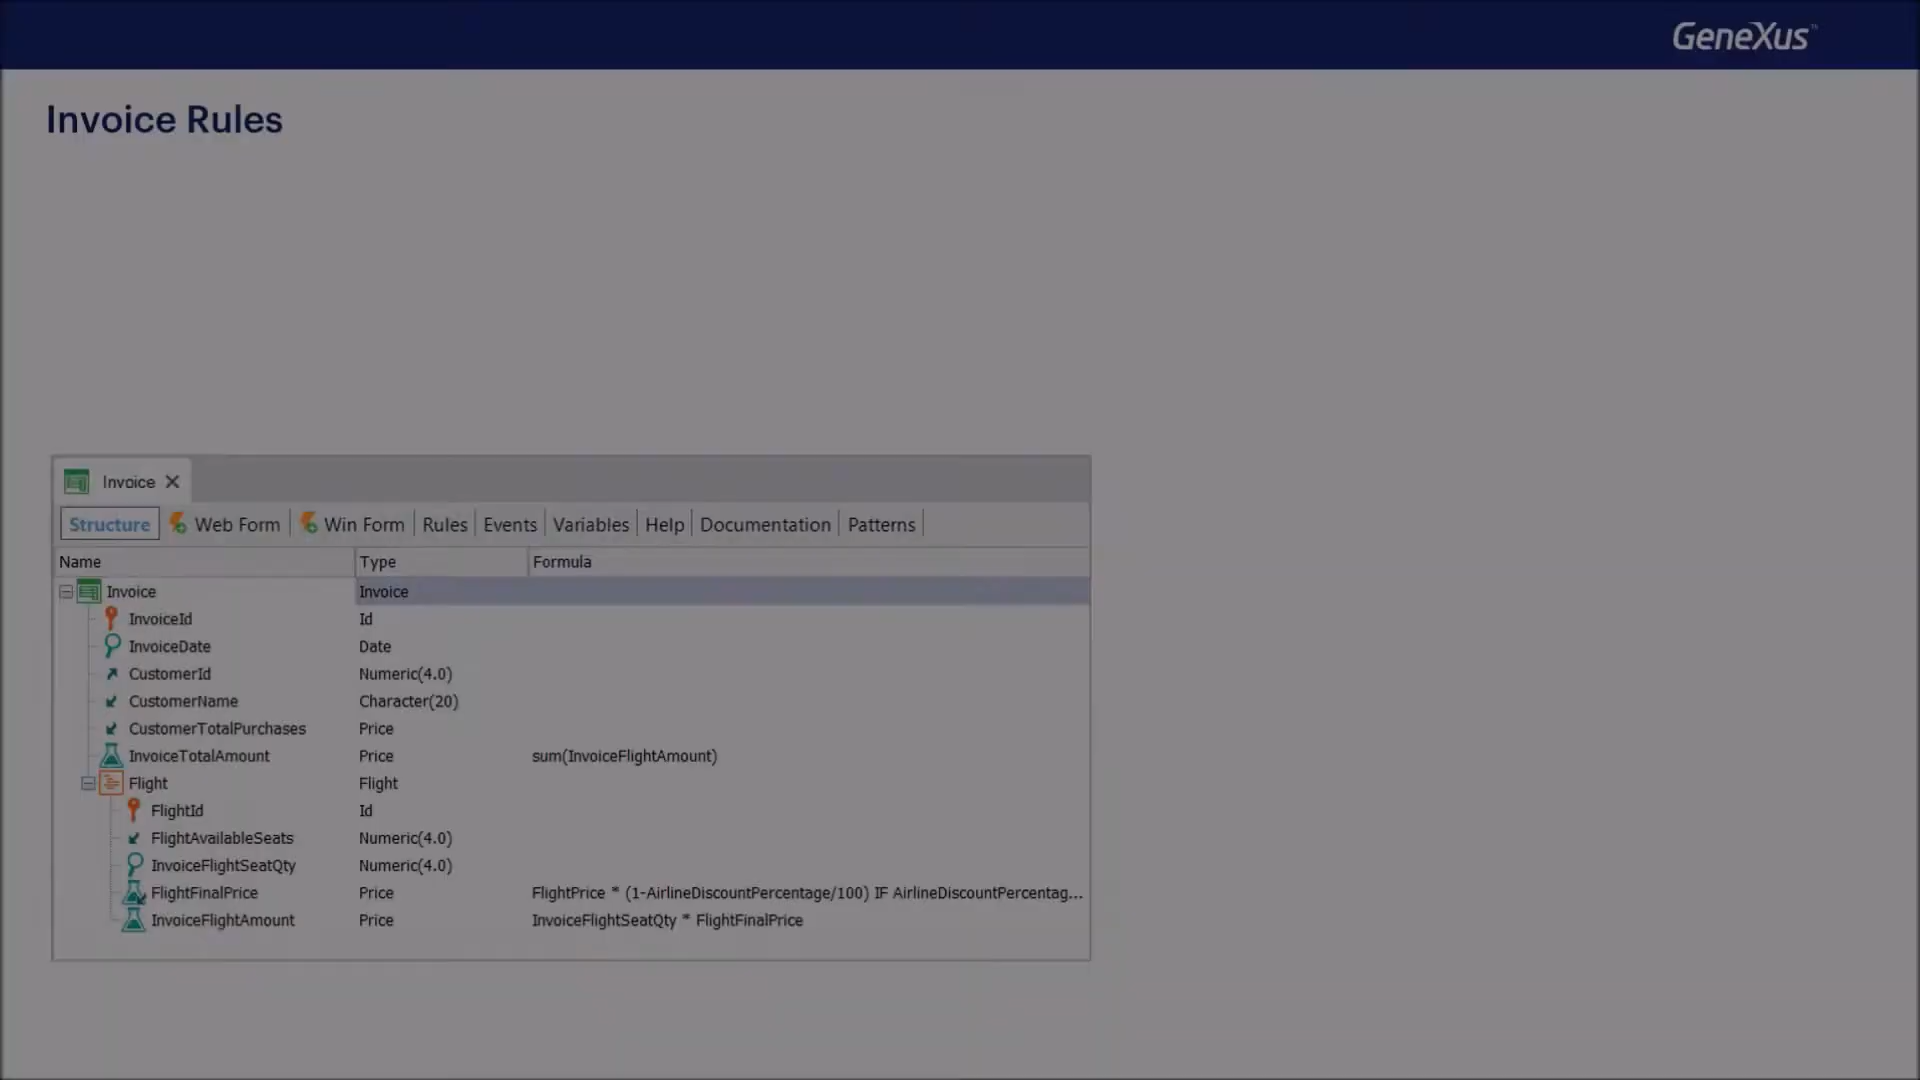 GeneXus™
Invoice Rules
Invoice
Structure Web Form Win Form Rules Events Variables Help Documentation Patterns
Name Type Formula
Invoice Invoice
InvoiceId Id
InvoiceDate Date
CustomerId Numeric(4.0)
CustomerName Character(20)
CustomerTotalPurchases Price
InvoiceTotalAmount Price sum(InvoiceFlightAmount)
Flight Flight
FlightId Id
FlightAvailableSeats Numeric(4.0)
InvoiceFlightSeatQty Numeric(4.0)
FlightFinalPrice Price FlightPrice * (1-AirlineDiscountPercentage/100) IF AirlineDiscountPercentag...
InvoiceFlightAmount Price InvoiceFlightSeatQty * FlightFinalPrice